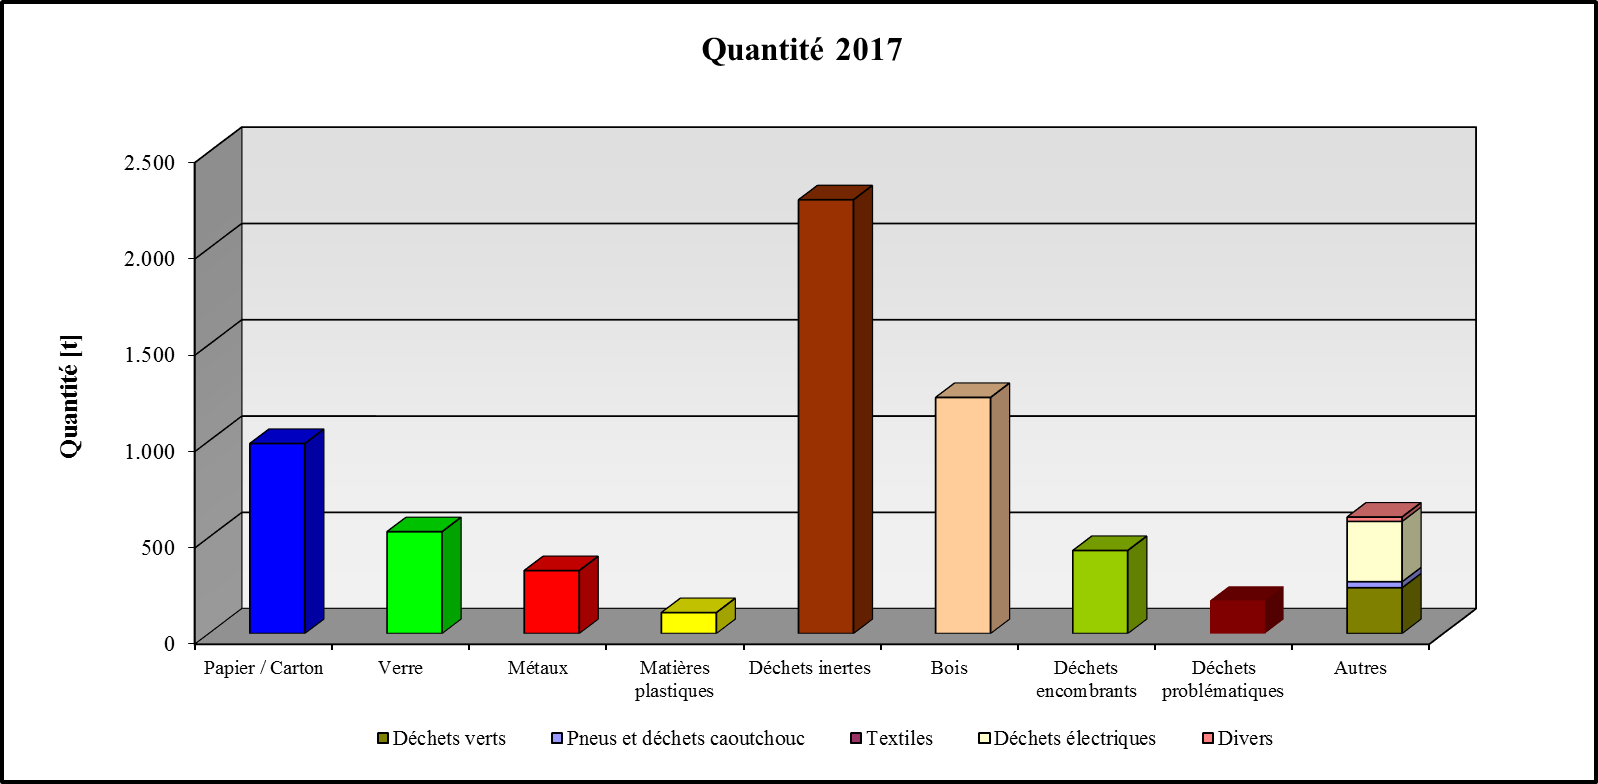 Quantité 2017
Quantité [t]
2.500
2.000
1.500
1.000
500
0
Papier / Carton
Verre
Métaux
Matières
plastiques
Déchets inertes
Bois
Déchets
encombrants
Déchets
problématiques
Autres
Déchets verts
Pneus et déchets caoutchouc
Textiles
Déchets électriques
Divers